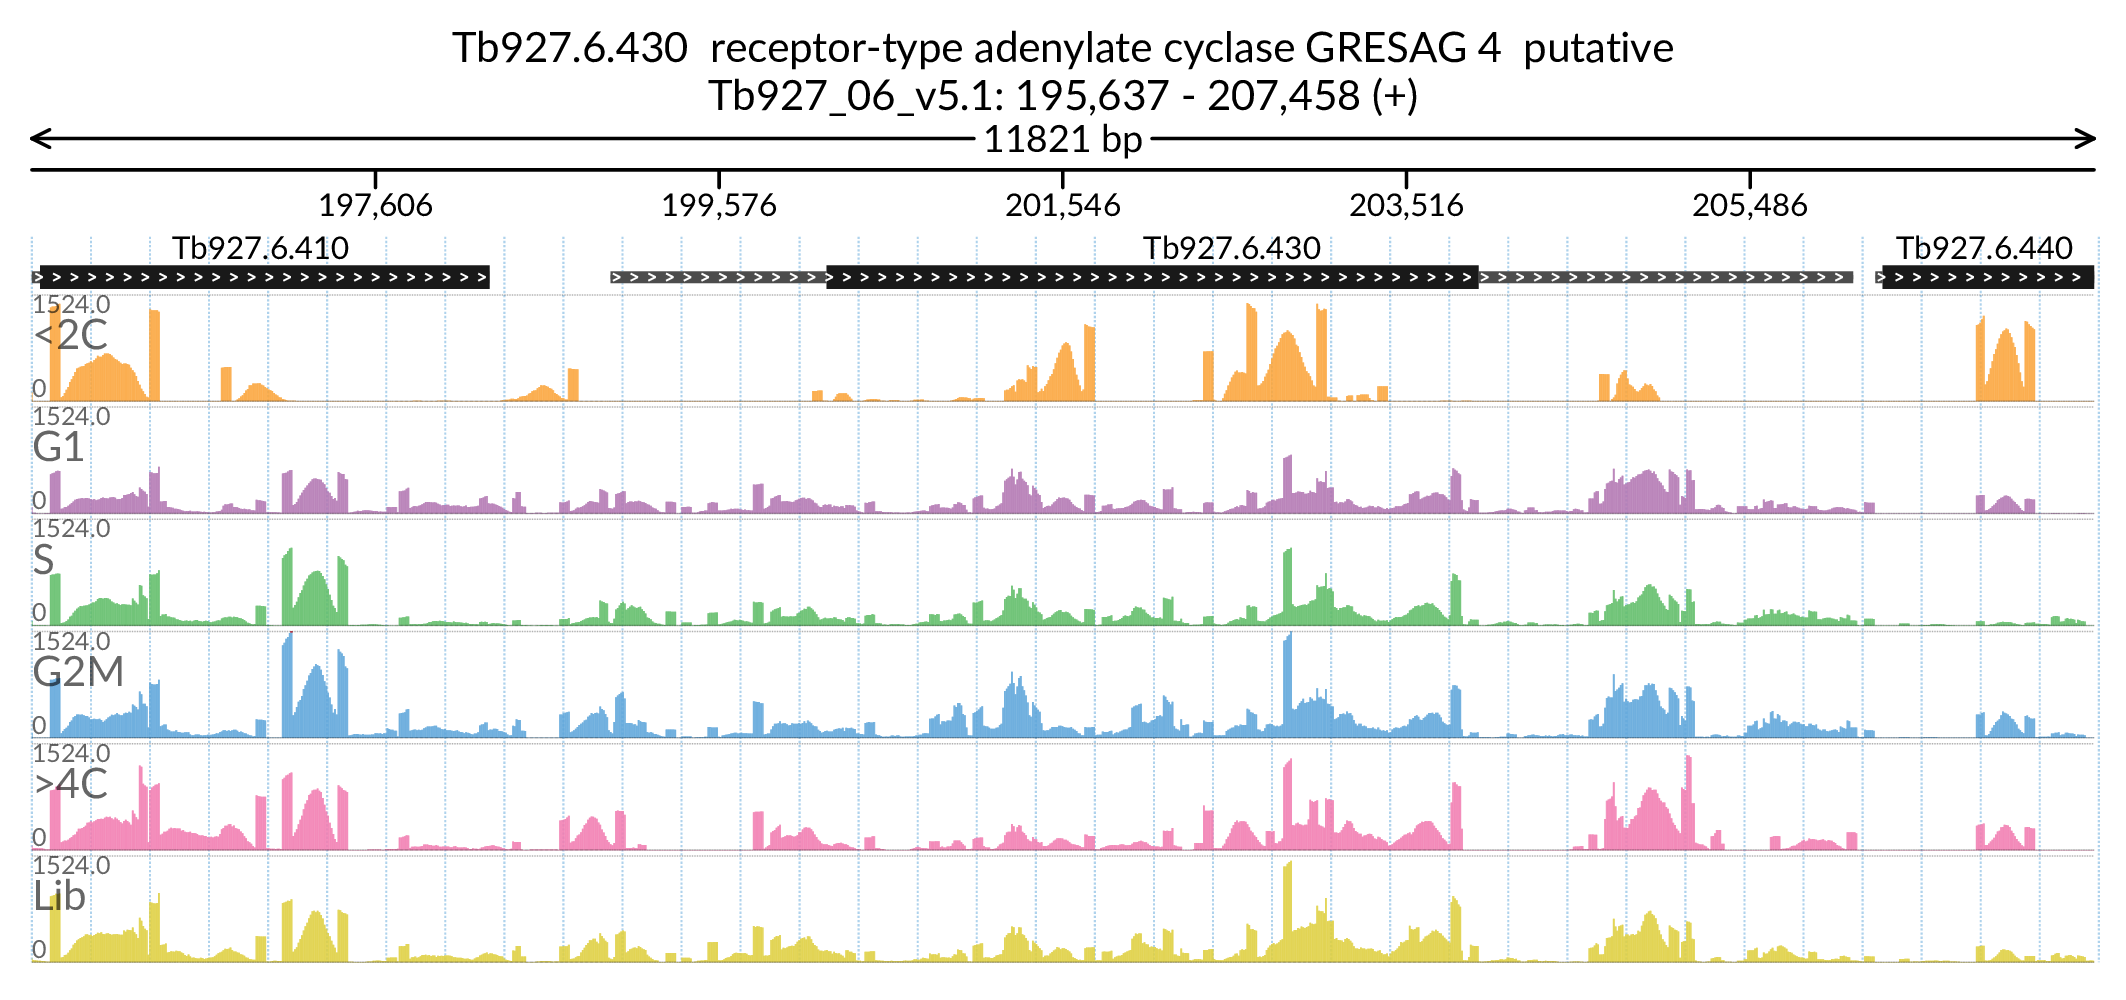 Tb927.6.430 receptor-type adenylate cyclase GRESAG 4 putative
Tb927_06_v5.1: 195,637 - 207,458 (+)
11821 bp
197,606 199,576 201,546 203,516 205,486
Tb927.6.410 Tb927.6.430 Tb927.6.440
1524.0
<2C
0
1524.0
G1
0
1524.0
S
0
1524.0
G2M
0
1524.0
>4C
0
1524.0
Lib
0